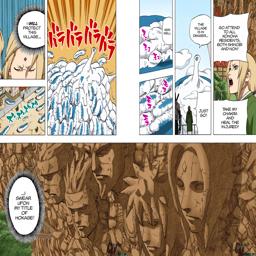 GO ATTEND
TO ALL
KONOHA
RESIDENTS,
BOTH SHINOBI
AND NON!
TAKE MY
CHAKRA
AND HEAL THE
INJURED!
THE
VILLAGE
IS IN
DANGER...
JUST
GO!
I WILL
PROTECT
THIS
VILLAGE...
...I
SWEAR
UPON
MY TITLE
OF
HOKAGE!